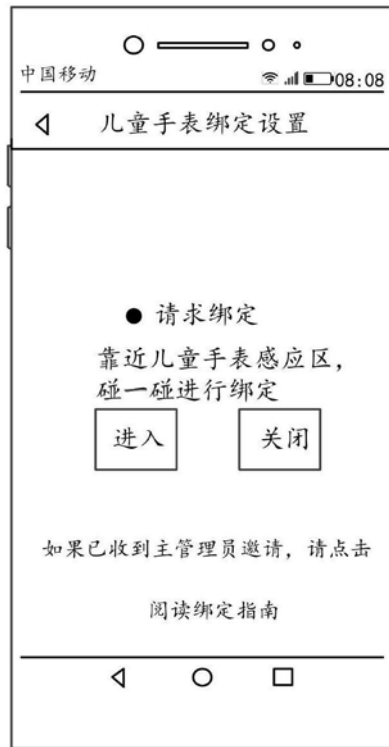 中国移动 08:08
儿童手表绑定设置
● 请求绑定
靠近儿童手表感应区，
碰一碰进行绑定
进入 关闭
如果已收到主管理员邀请，请点击
阅读绑定指南